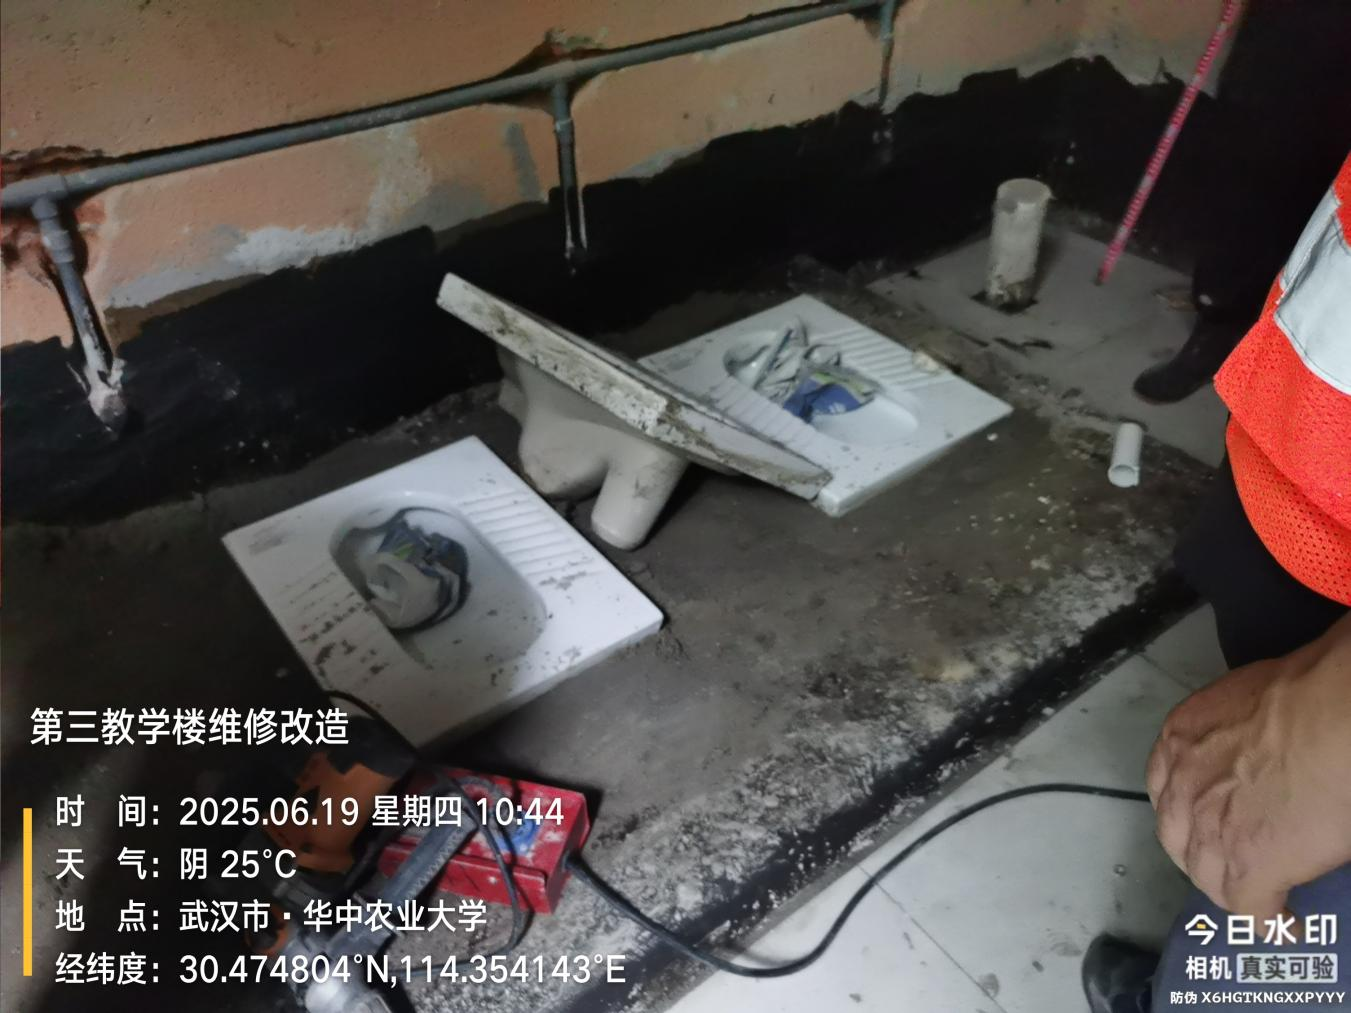 第三教学楼维修改造
时 间：2025.06.19 星期四 10:44
天 气：阴 25°C
地 点：武汉市·华中农业大学
经纬度：30.474804°N,114.354143°E
今日水印
相机 真实可验
防伪 X6HGTKNGXXPYYY